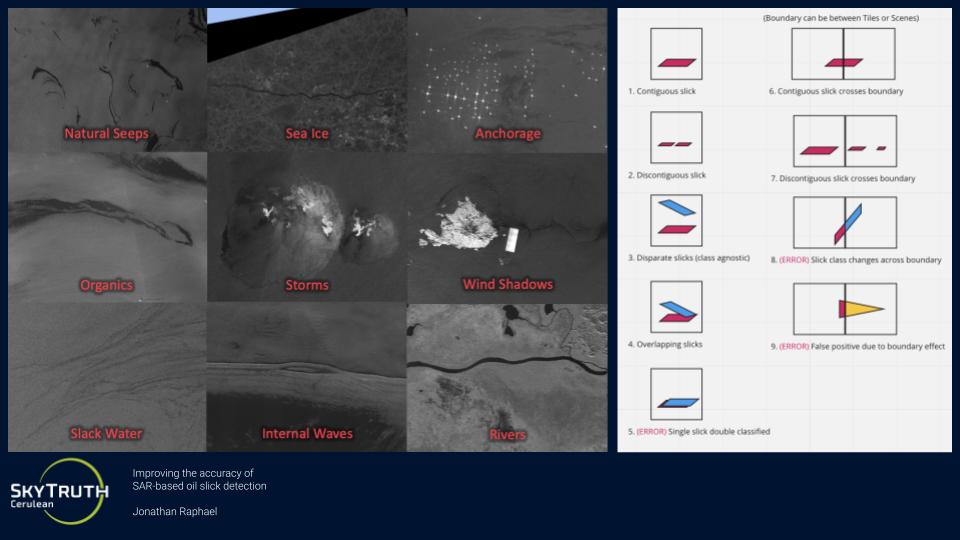 Natural Seeps
Sea Ice
Anchorage
Organics
Storms
Wind Shadows
Slack Water
Internal Waves
Rivers
(Boundary can be between Tiles or Scenes)
1. Contiguous slick
6. Contiguous slick crosses boundary
2. Discontiguous slick
7. Discontiguous slick crosses boundary
3. Disparate slicks (class agnostic)
8. (ERROR) Slick class changes across boundary
4. Overlapping slicks
9. (ERROR) False positive due to boundary effect
5. (ERROR) Single slick double classified
SKYTRUTH
Cerulean
Improving the accuracy of
SAR-based oil slick detection
Jonathan Raphael